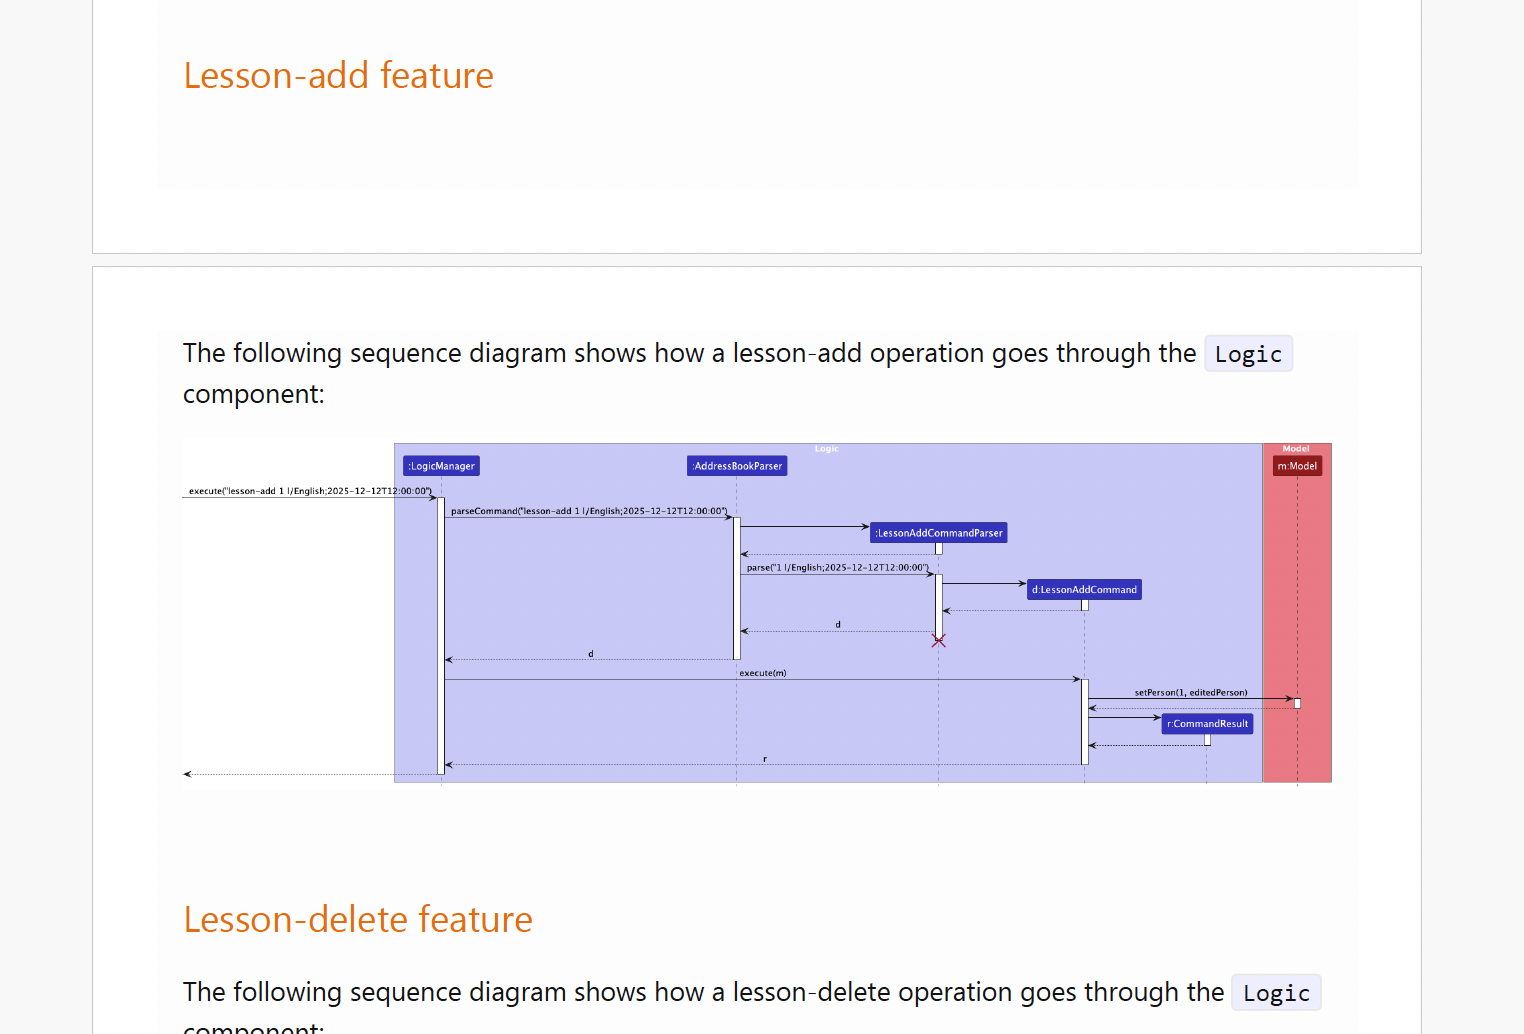 Lesson-add feature
The following sequence diagram shows how a lesson-add operation goes through the Logic
component:
Logic
Model
:LogicManager
:AddressBookParser
m:Model
execute("lesson-add 1 l/English;2025-12-12T12:00:00")
parseCommand("lesson-add 1 l/English;2025-12-12T12:00:00")
:LessonAddCommandParser
parse("1 l/English;2025-12-12T12:00:00")
d:LessonAddCommand
d
d
execute(m)
setPerson(1, editedPerson)
r:CommandResult
r
Lesson-delete feature
The following sequence diagram shows how a lesson-delete operation goes through the Logic
component: